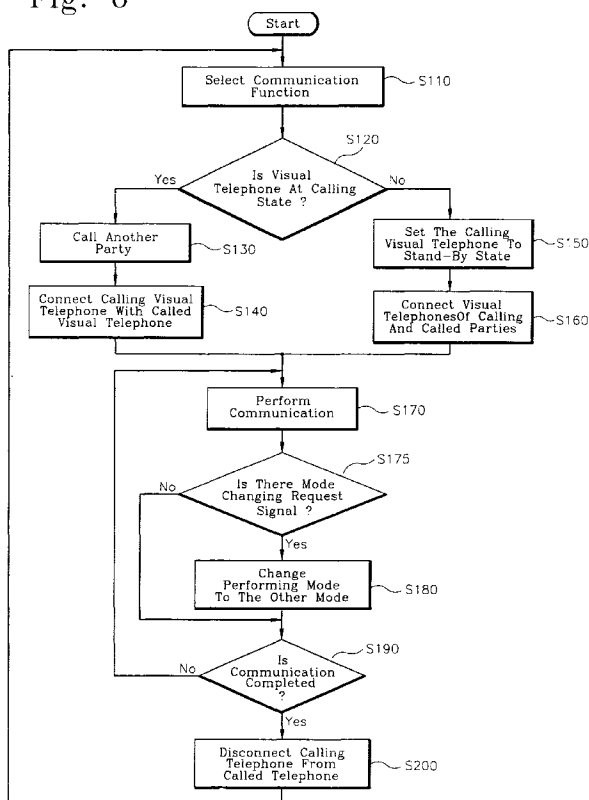 Fig. 8
Start
Select Communication
Function
S110
S120
Is Visual
Telephone At Calling
State ?
Yes
No
Call Another
Party
S130
Set The Calling
Visual Telephone To
Stand-By State
S150
Connect Calling Visual
Telephone With Called
Visual Telephone
S140
Connect Visual
TelephonesOf Calling
And Called Parties
S160
Perform
Communication
S170
S175
Is There Mode
Changing Request
Signal ?
No
Yes
Change
Performing Mode
To The Other Mode
S180
S190
Is
Communication
Completed
?
No
Yes
Disconnect Calling
Telephone From
Called Telephone
S200